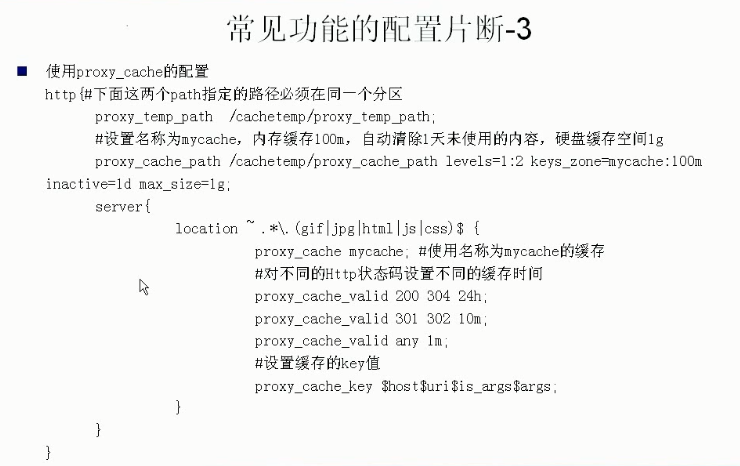 常见功能的配置片断-3
使用proxy_cache的配置
http{#下面这两个path指定的路径必须在同一个分区
proxy_temp_path /cachetemp/proxy_temp_path;
#设置名称为mycache，内存缓存100m，自动清除1天未使用的内容，硬盘缓存空间1g
proxy_cache_path /cachetemp/proxy_cache_path levels=1:2 keys_zone=mycache:100m
inactive=1d max_size=1g;
server{
location ~ .*\.(gif|jpg|html|js|css)$ {
proxy_cache mycache; #使用名称为mycache的缓存
#对不同的Http状态码设置不同的缓存时间
proxy_cache_valid 200 304 24h;
proxy_cache_valid 301 302 10m;
proxy_cache_valid any 1m;
#设置缓存的key值
proxy_cache_key $host$uri$is_args$args;
}
}
}